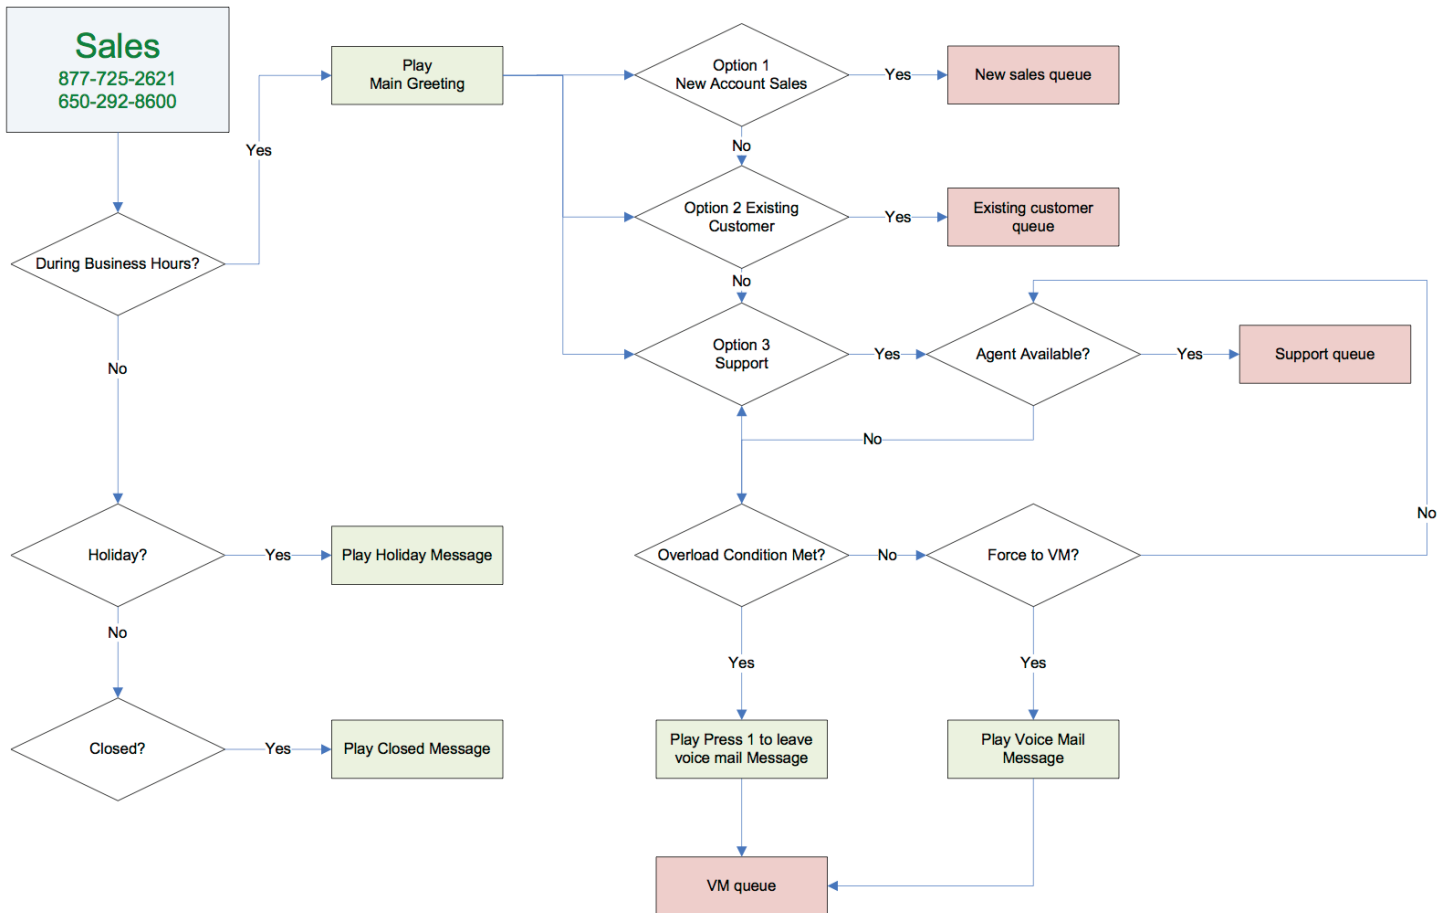 Sales
877-725-2621
650-292-8600
Play
Main Greeting
Option 1
New Account Sales
Yes
New sales queue
Yes
No
Option 2 Existing
Customer
Yes
Existing customer
queue
During Business Hours?
No
Option 3
Support
Yes
Agent Available?
Yes
Support queue
No
No
Holiday?
Yes
Play Holiday Message
Overload Condition Met?
No
Force to VM?
No
No
Yes
Yes
Closed?
Yes
Play Closed Message
Play Press 1 to leave
voice mail Message
Play Voice Mail
Message
VM queue